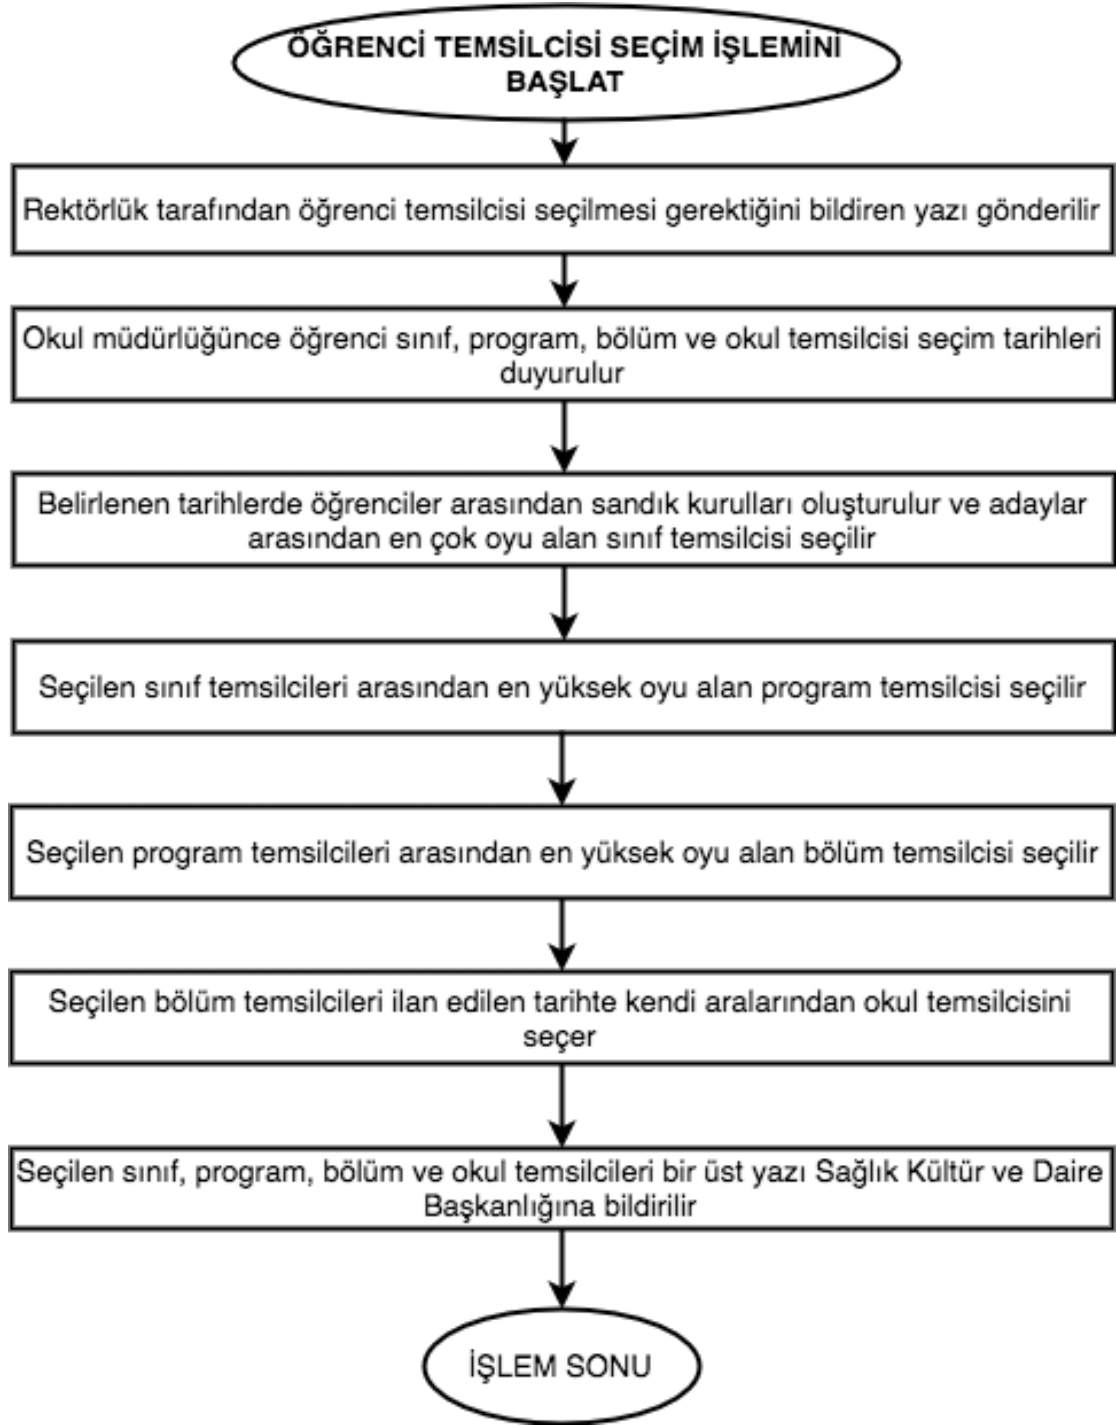 ÖĞRENCİ TEMSİLCİSİ SEÇİM İŞLEMİNİ
BAŞLAT
Rektörlük tarafından öğrenci temsilcisi seçilmesi gerektiğini bildiren yazı gönderilir
Okul müdürlüğünce öğrenci sınıf, program, bölüm ve okul temsilcisi seçim tarihleri
duyurulur
Belirlenen tarihlerde öğrenciler arasından sandık kurulları oluşturulur ve adaylar
arasından en çok oyu alan sınıf temsilcisi seçilir
Seçilen sınıf temsilcileri arasından en yüksek oyu alan program temsilcisi seçilir
Seçilen program temsilcileri arasından en yüksek oyu alan bölüm temsilcisi seçilir
Seçilen bölüm temsilcileri ilan edilen tarihte kendi aralarından okul temsilcisini
seçer
Seçilen sınıf, program, bölüm ve okul temsilcileri bir üst yazı Sağlık Kültür ve Daire
Başkanlığına bildirilir
İŞLEM SONU